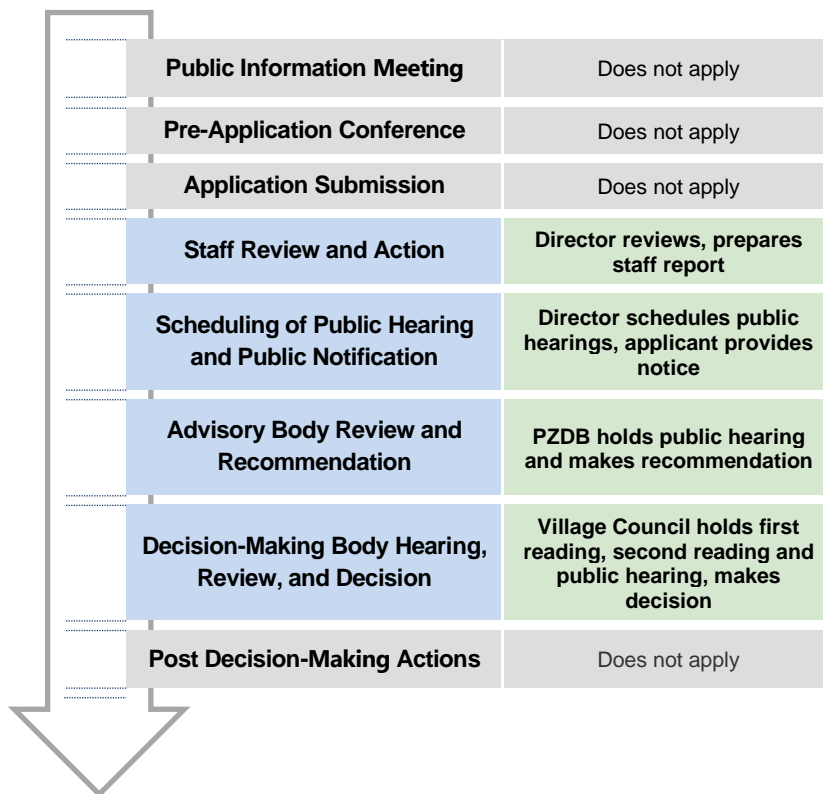 Public Information Meeting
Does not apply
Pre-Application Conference
Does not apply
Application Submission
Does not apply
Staff Review and Action
Director reviews, prepares
staff report
Scheduling of Public Hearing
and Public Notification
Director schedules public
hearings, applicant provides
notice
Advisory Body Review and
Recommendation
PZDB holds public hearing
and makes recommendation
Decision-Making Body Hearing,
Review, and Decision
Village Council holds first
reading, second reading and
public hearing, makes
decision
Post Decision-Making Actions
Does not apply